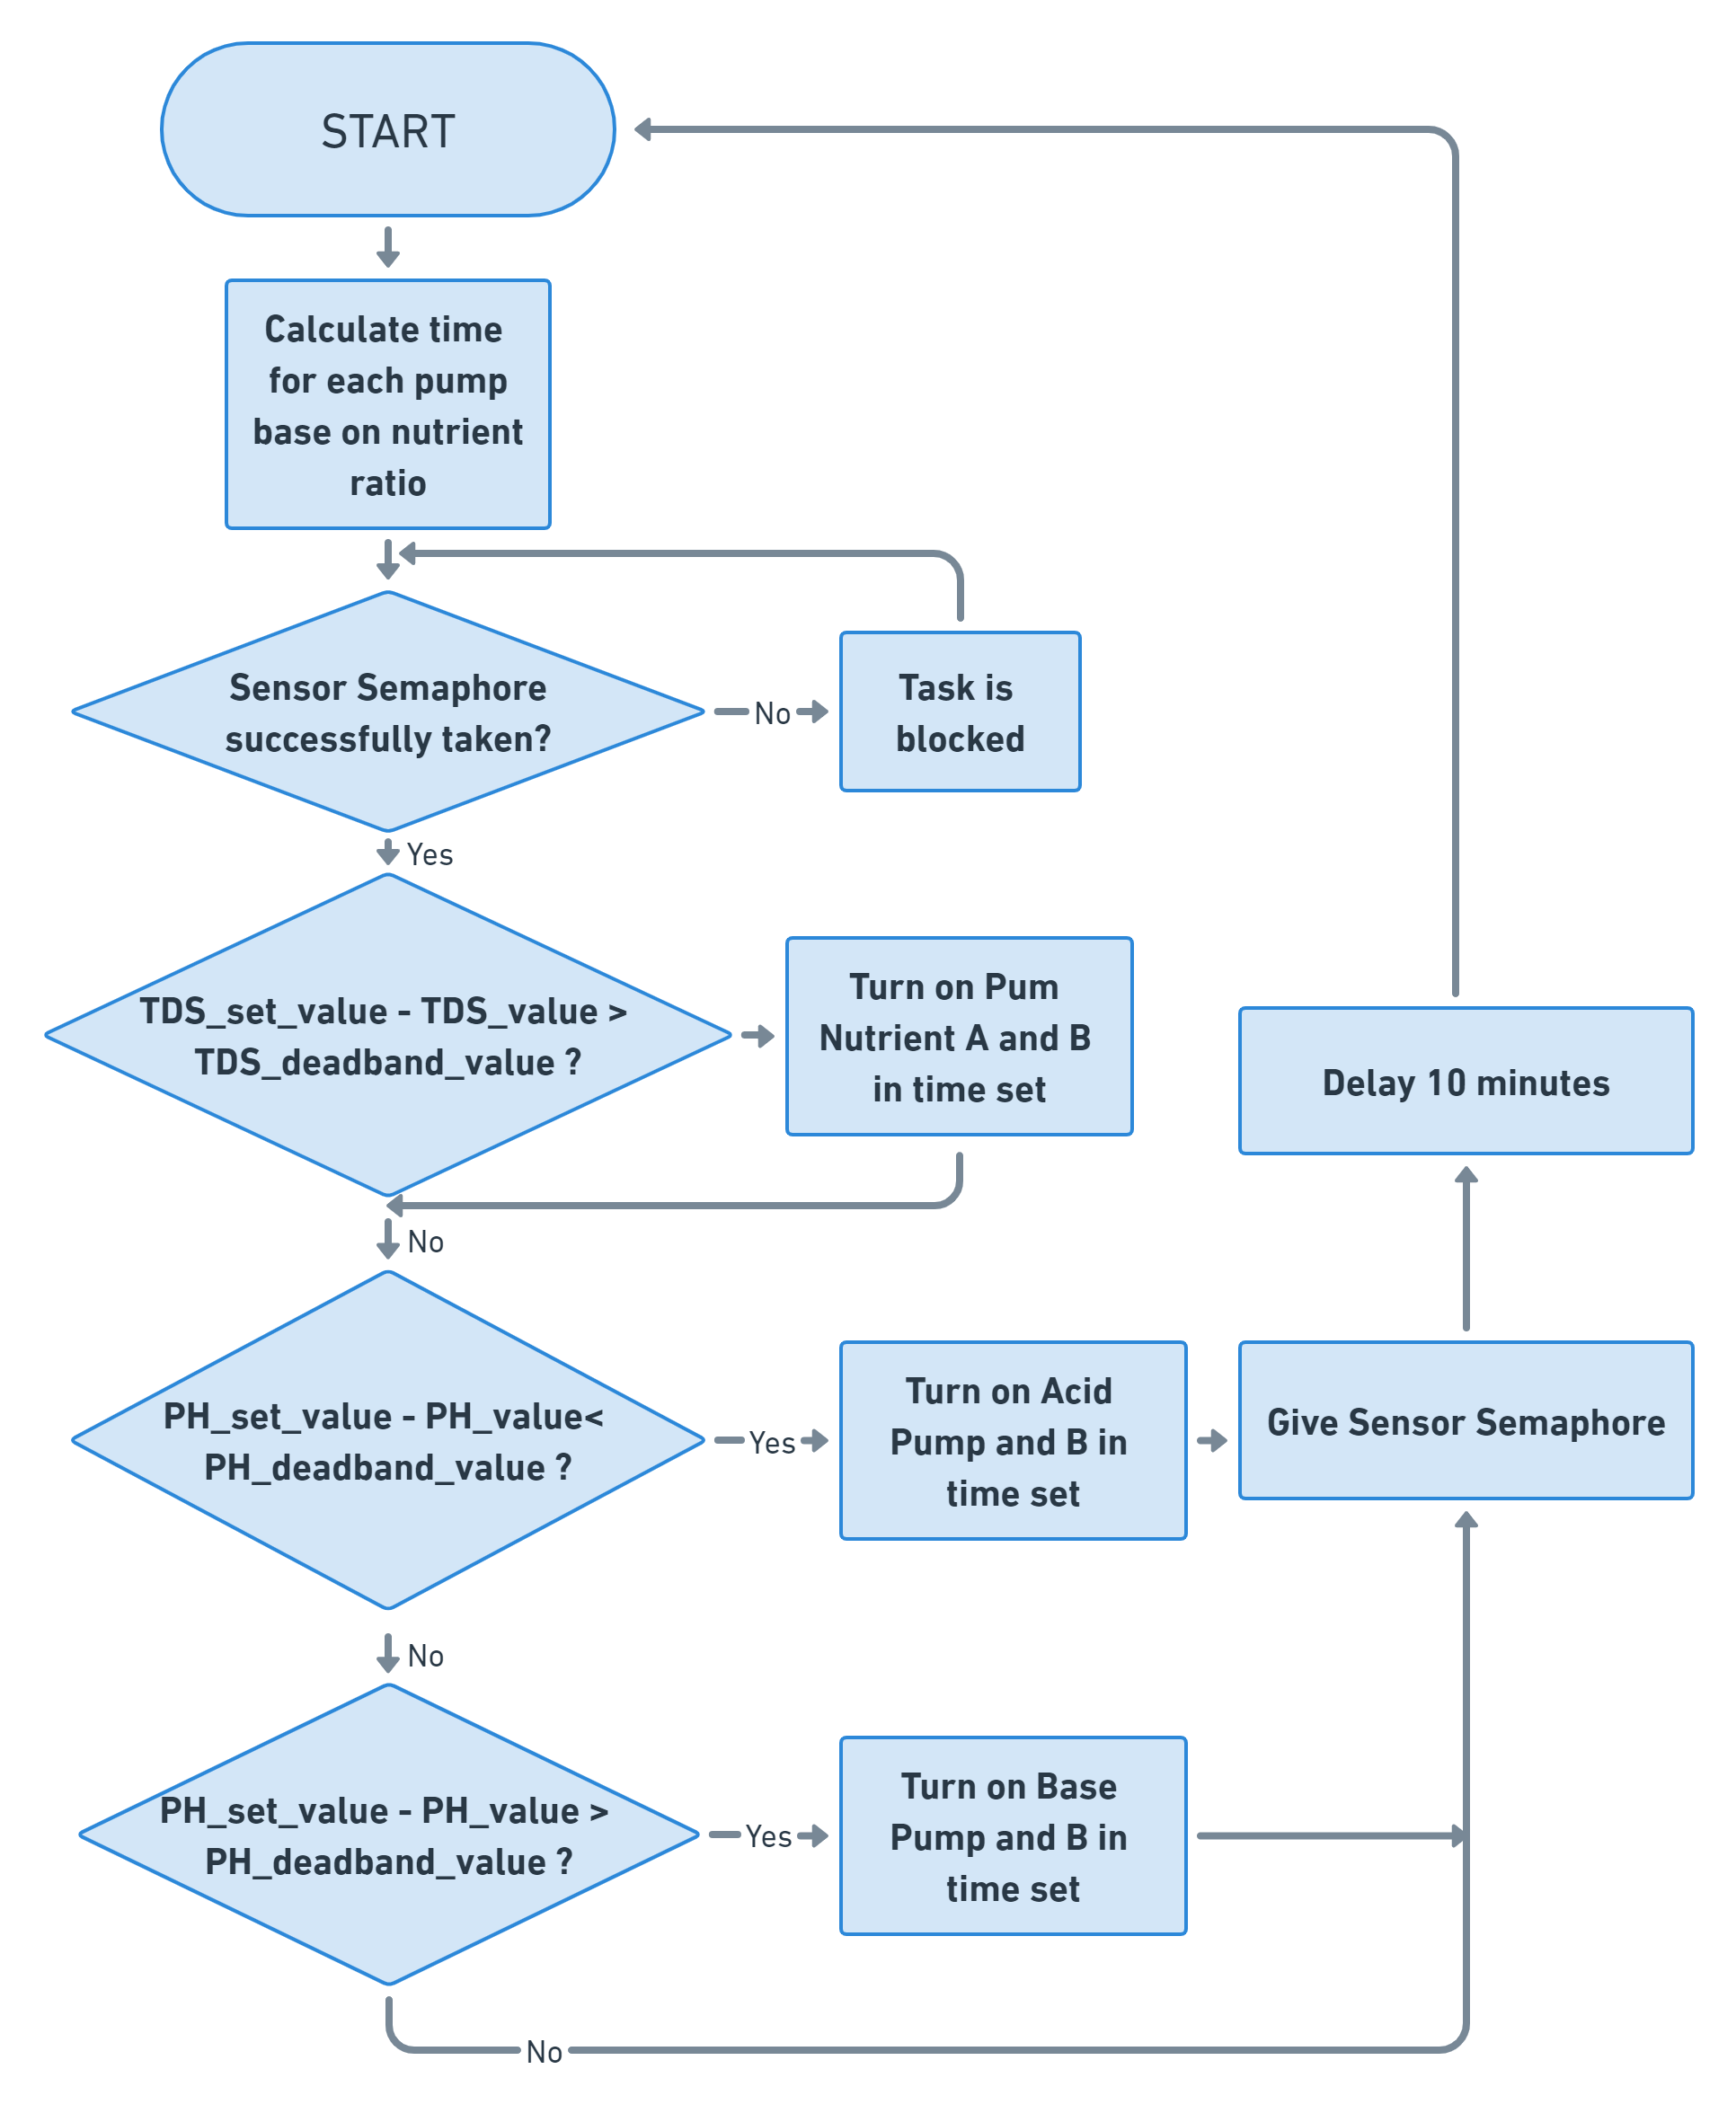 START
Calculate time
for each pump
base on nutrient
ratio
Sensor Semaphore
successfully taken?
No
Task is
blocked
Yes
TDS_set_value - TDS_value >
TDS_deadband_value ?
Turn on Pum
Nutrient A and B
in time set
Delay 10 minutes
No
PH_set_value - PH_value<
PH_deadband_value ?
Yes
Turn on Acid
Pump and B in
time set
Give Sensor Semaphore
No
PH_set_value - PH_value >
PH_deadband_value ?
Yes
Turn on Base
Pump and B in
time set
No